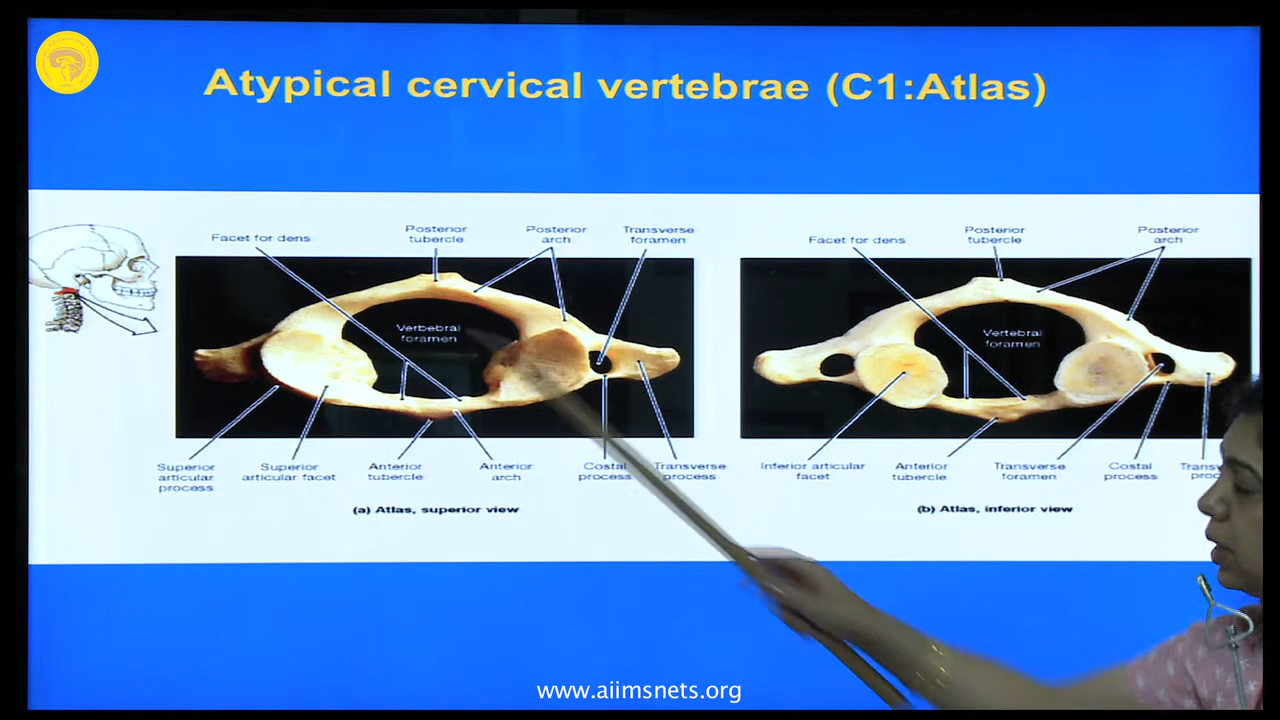 Atypical cervical vertebrae (C1:Atlas)
Facet for dens
Posterior
tubercle
Posterior
arch
Transverse
foramen
Verbebral
foramen
Superior
articular
process
Superior
articular facet
Anterior
tubercle
Anterior
arch
Costal
process
Transverse
process
(a) Atlas, superior view
Facet for dens
Posterior
tubercle
Posterior
arch
Vertebral
foramen
Inferior articular
facet
Anterior
tubercle
Transverse
foramen
Costal
process
(b) Atlas, inferior view
www.aiimsnets.org